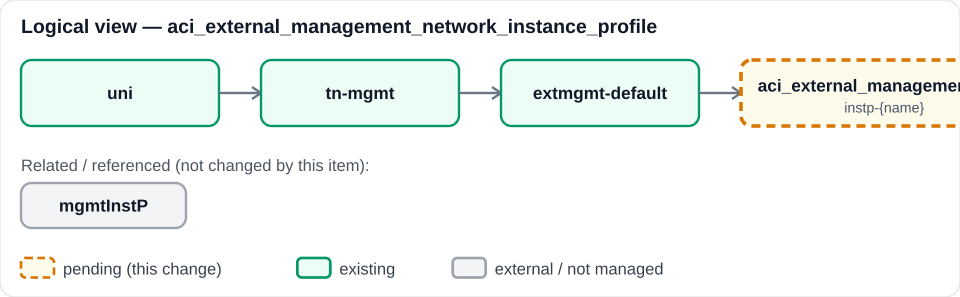 Logical view — aci_external_management_network_instance_profile
uni
tn-mgmt
extmgmt-default
aci_external_managemen
instp-{name}
Related / referenced (not changed by this item):
mgmtInstP
pending (this change)
existing
external / not managed